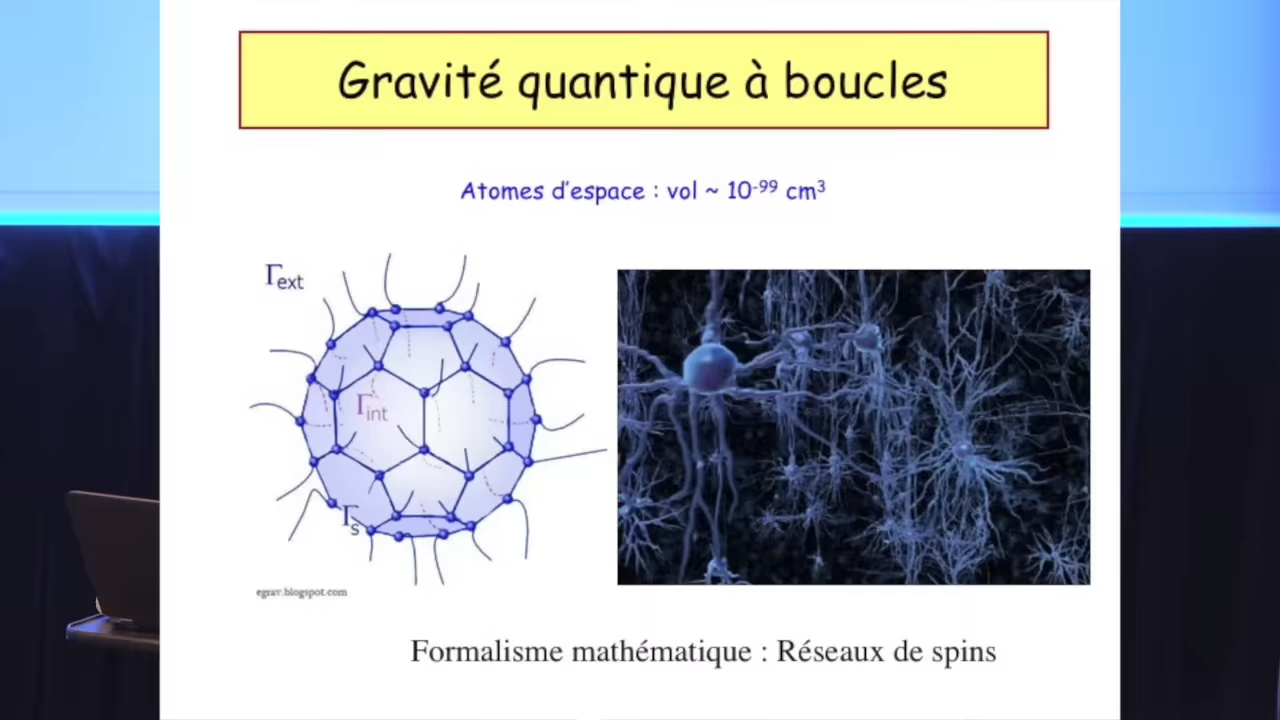 Gravité quantique à boucles
Atomes d'espace : vol ~ 10⁻⁹⁹ cm³
Γext
Γint
Γs
egrav.blogspot.com
Formalisme mathématique : Réseaux de spins